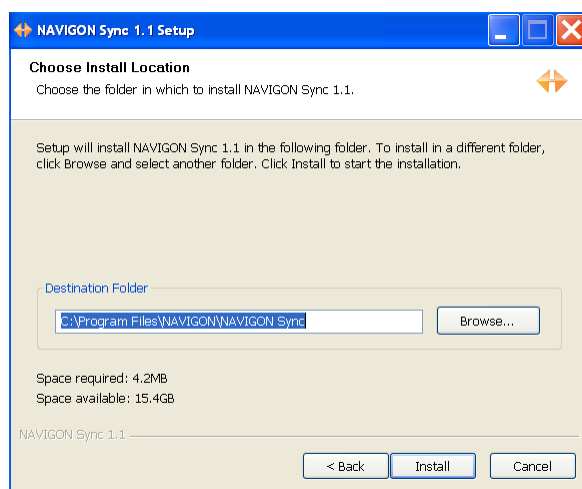 NAVIGON Sync 1.1 Setup
Choose Install Location
Choose the folder in which to install NAVIGON Sync 1.1.
Setup will install NAVIGON Sync 1.1 in the following folder. To install in a different folder,
click Browse and select another folder. Click Install to start the installation.
Destination Folder
C:\Program Files\NAVIGON\NAVIGON Sync
Browse...
Space required: 4.2MB
Space available: 15.4GB
NAVIGON Sync 1.1
< Back
Install
Cancel